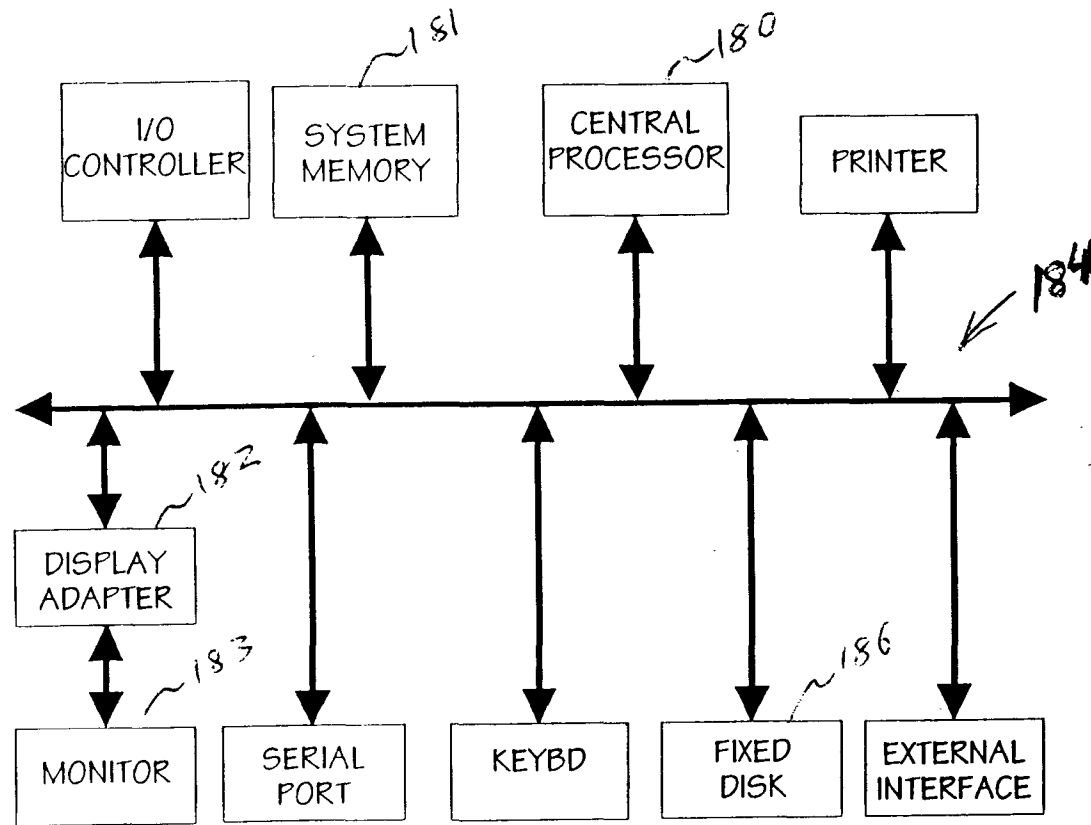 181
180
I/O
CONTROLLER
SYSTEM
MEMORY
CENTRAL
PROCESSOR
PRINTER
184
182
DISPLAY
ADAPTER
183
186
MONITOR
SERIAL
PORT
KEYBD
FIXED
DISK
EXTERNAL
INTERFACE